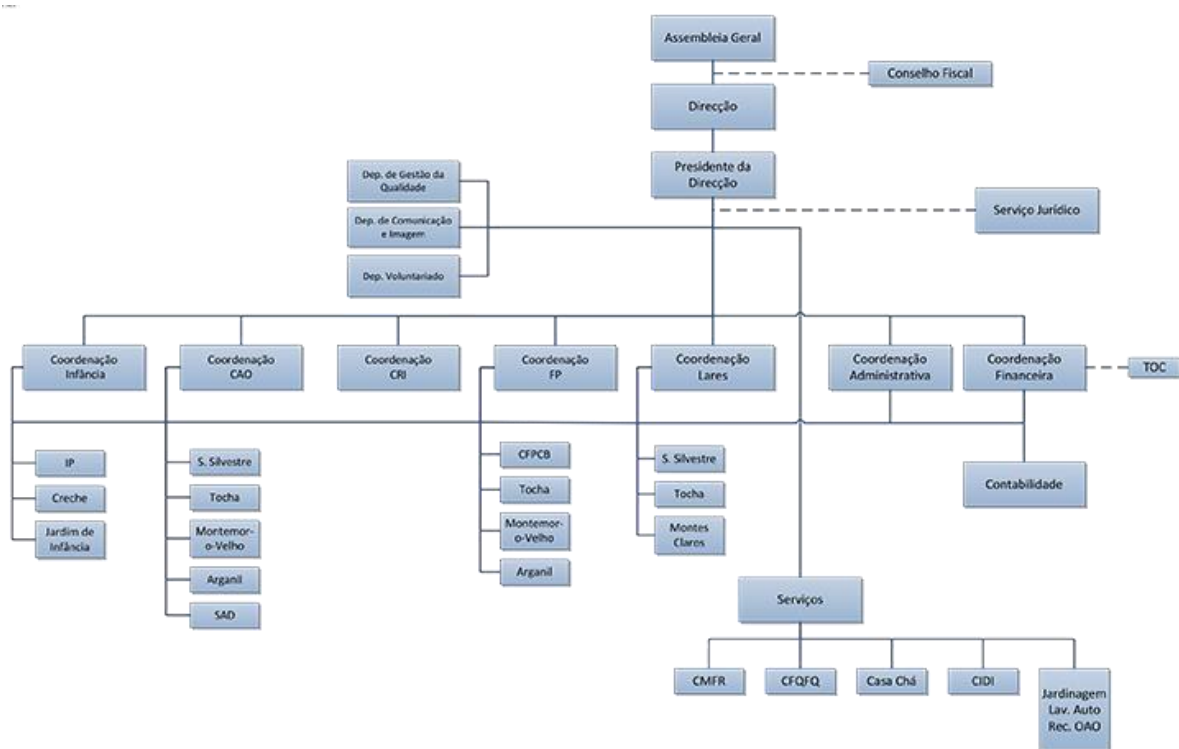 Assembleia Geral
Conselho Fiscal
Direcção
Presidente da
Direcção
Dep. de Gestão da
Qualidade
Dep. de Comunicação
e Imagem
Serviço Jurídico
Dep. Voluntariado
Coordenação
Infância
Coordenação
CAO
Coordenação
CRI
Coordenação
FP
Coordenação
Lares
Coordenação
Administrativa
Coordenação
Financeira
TOC
IP
Creche
Jardim de
Infância
S. Silvestre
Tocha
Montemor-
o-Velho
Arganil
SAD
CFPCB
Tocha
Montemor-
o-Velho
Arganil
S. Silvestre
Tocha
Montes
Claros
Contabilidade
Serviços
CMFR
CFQFQ
Casa Chá
CIDI
Jardinagem
Lav. Auto
Rec. OAO